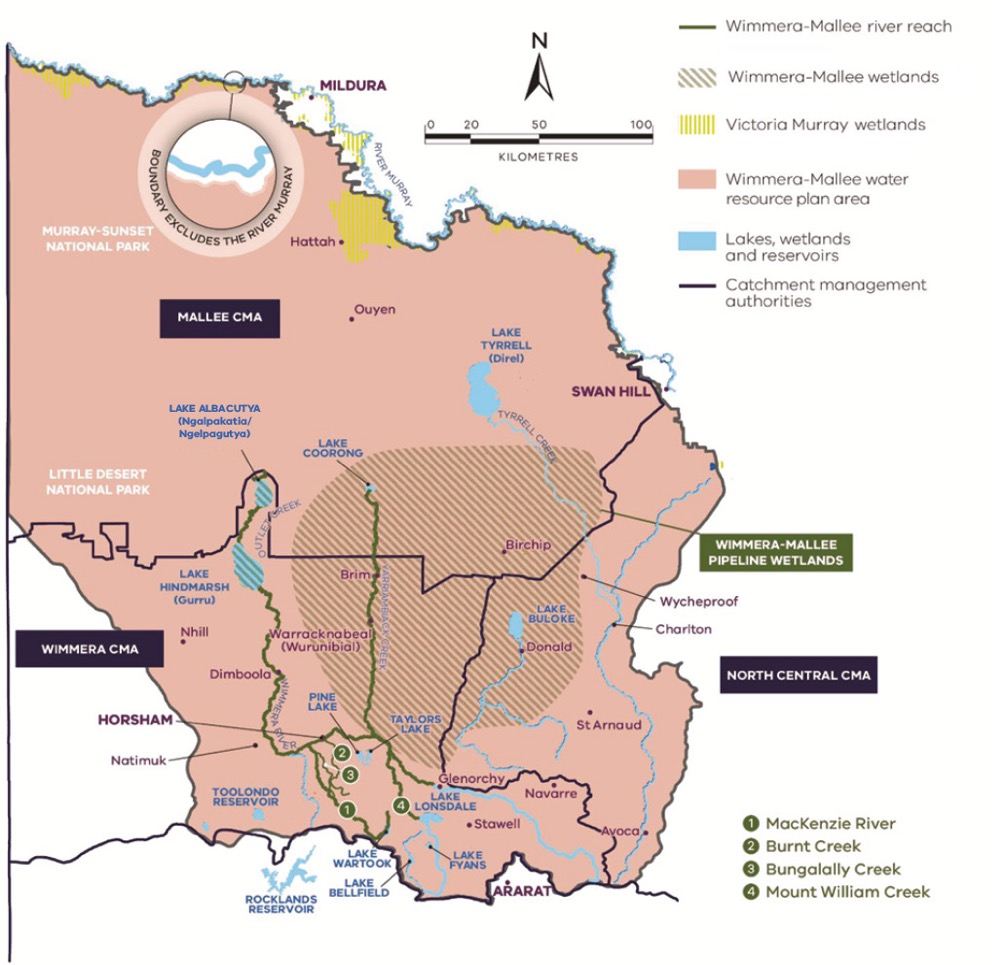 Wimmera-Mallee river reach
Wimmera-Mallee wetlands
Victoria Murray wetlands
Wimmera-Mallee water
resource plan area
Lakes, wetlands
and reservoirs
Catchment management
authorities
N
0 20 50 100
KILOMETRES
MILDURA
RIVER MURRAY
BOUNDARY EXCLUDES THE RIVER MURRAY
MURRAY-SUNSET
NATIONAL PARK
Hattah
MALLEE CMA
Ouyen
LAKE
TYRRELL
(Direl)
SWAN HILL
TYRRELL CREEK
LAKE ALBACUTYA
(Ngalpakatia/
Ngelpagutya)
LAKE
COORONG
LITTLE DESERT
NATIONAL PARK
OUTLET CREEK
Birchip
WIMMERA-MALLEE
PIPELINE WETLANDS
LAKE
HINDMARSH
(Gurru)
Brim
YARRIAMBIACK CREEK
Wycheproof
LAKE
BULOKE
Charlton
Nhill
Warracknabeal
(Wurunibial)
Donald
WIMMERA CMA
Dimboola
NORTH CENTRAL CMA
WIMMERA RIVER
PINE
LAKE
TAYLORS
LAKE
HORSHAM
St Arnaud
Natimuk
2
3
1
4
Glenorchy
Navarre
TOOLONDO
RESERVOIR
LAKE
LONSDALE
Stawell
Avoca
LAKE
WARTOOK
LAKE
FYANS
LAKE
BELLFIELD
ROCKLANDS
RESERVOIR
ARARAT
1 MacKenzie River
2 Burnt Creek
3 Bungalally Creek
4 Mount William Creek